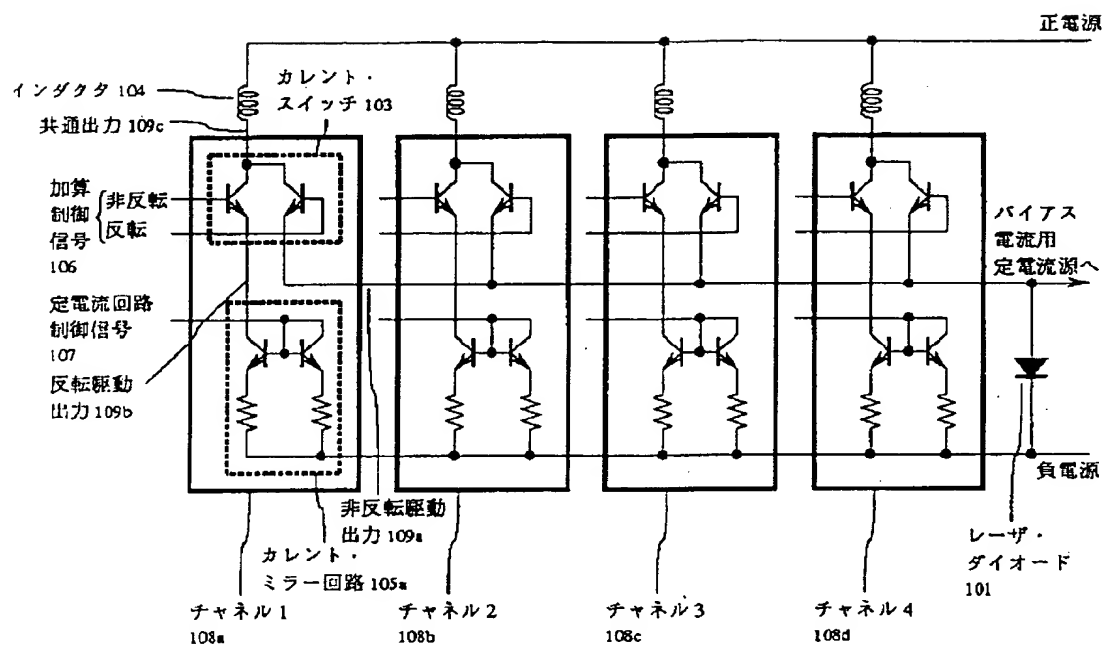 正電源
インダクタ 104
カレント・
スイッチ 103
共通出力 109c
加算
制御
信号
106
非反転
反転
バイアス
電流用
定電流源へ
定電流回路
制御信号
107
反転駆動
出力 109b
負電源
非反転駆動
出力 109a
カレント・
ミラー回路 105a
レーザ・
ダイオード
101
チャネル 1
108a
チャネル 2
108b
チャネル 3
108c
チャネル 4
108d